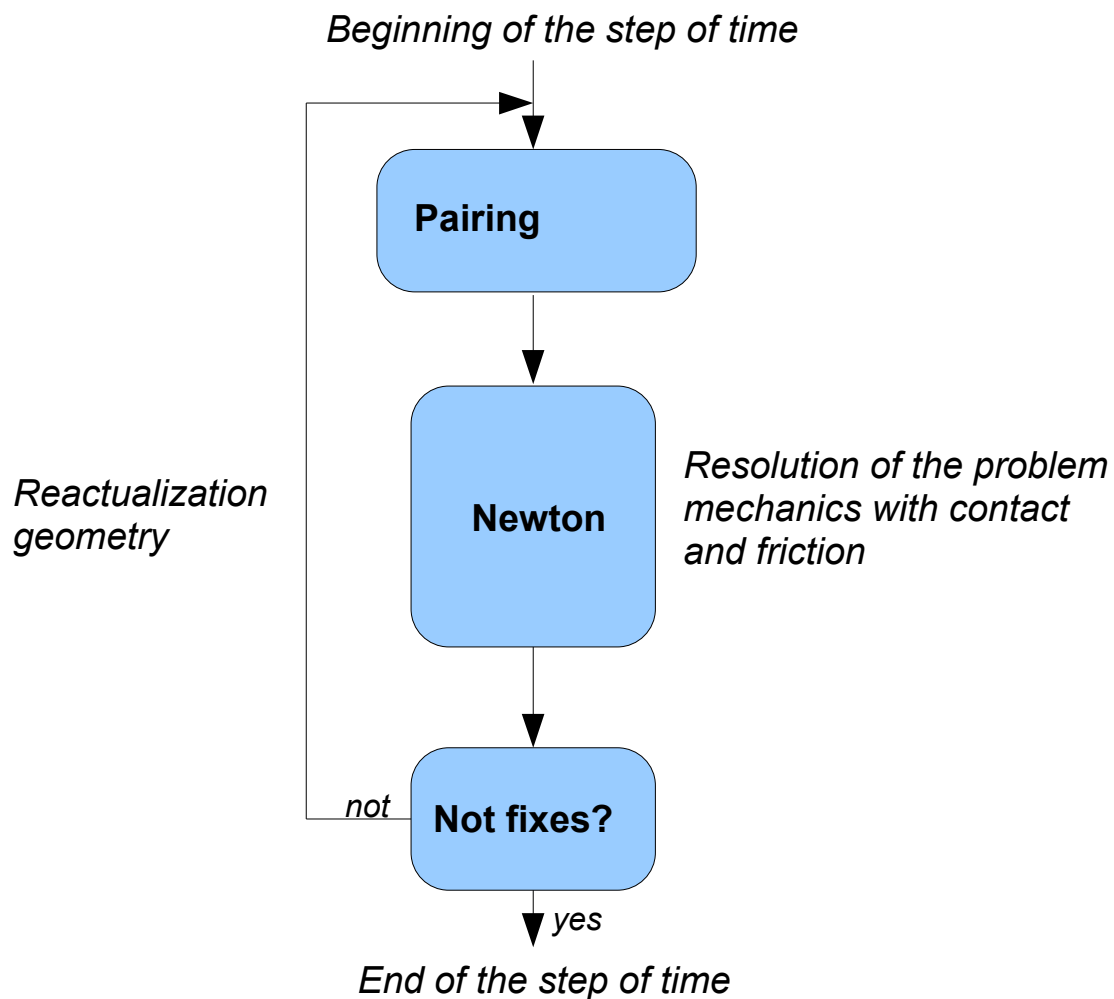 Beginning of the step of time
Pairing
Reactualization
geometry
Newton
Resolution of the problem
mechanics with contact
and friction
not
Not fixes?
yes
End of the step of time